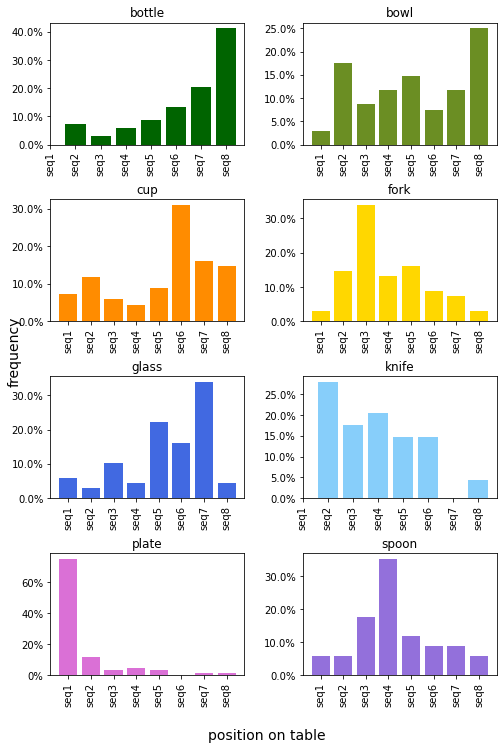 bottle
40.0%
30.0%
20.0%
10.0%
0.0%
seq1 seq2 seq3 seq4 seq5 seq6 seq7 seq8
bowl
25.0%
20.0%
15.0%
10.0%
5.0%
0.0%
seq1 seq2 seq3 seq4 seq5 seq6 seq7 seq8
cup
30.0%
20.0%
10.0%
0.0%
seq1 seq2 seq3 seq4 seq5 seq6 seq7 seq8
fork
30.0%
20.0%
10.0%
0.0%
seq1 seq2 seq3 seq4 seq5 seq6 seq7 seq8
frequency
glass
30.0%
20.0%
10.0%
0.0%
seq1 seq2 seq3 seq4 seq5 seq6 seq7 seq8
knife
25.0%
20.0%
15.0%
10.0%
5.0%
0.0%
seq1 seq2 seq3 seq4 seq5 seq6 seq7 seq8
plate
60%
40%
20%
0%
seq1 seq2 seq3 seq4 seq5 seq6 seq7 seq8
spoon
30.0%
20.0%
10.0%
0.0%
seq1 seq2 seq3 seq4 seq5 seq6 seq7 seq8
position on table